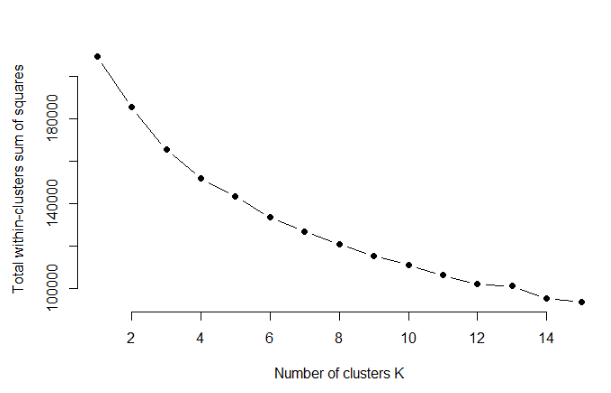 Total within-clusters sum of squares
180000
140000
100000
2 4 6 8 10 12 14
Number of clusters K